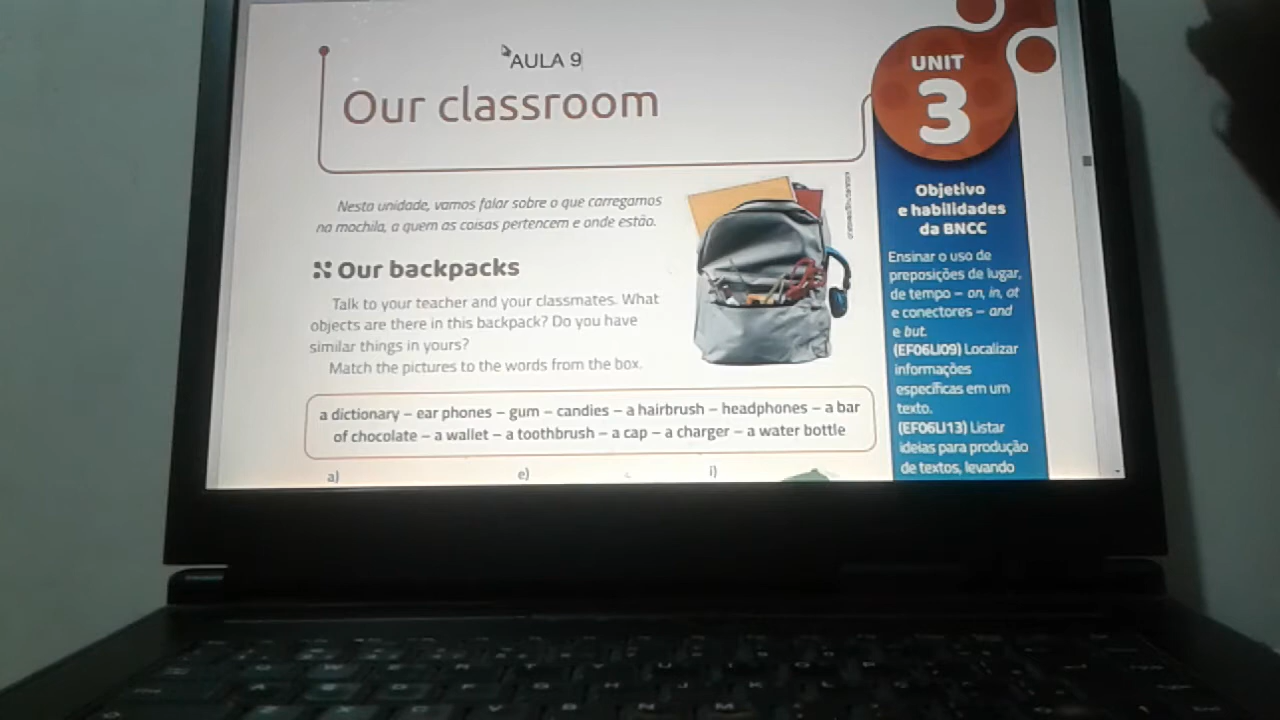 AULA 9
Our classroom
UNIT
3
Nesta unidade, vamos falar sobre o que carregamos
na mochila, a quem as coisas pertencem e onde estão.
Our backpacks
Talk to your teacher and your classmates. What
objects are there in this backpack? Do you have
similar things in yours?
Match the pictures to the words from the box.
a dictionary – ear phones – gum – candies – a hairbrush – headphones – a bar
of chocolate – a wallet – a toothbrush – a cap – a charger – a water bottle
a)
e)
i)
Objetivo
e habilidades
da BNCC
Ensinar o uso de
preposições de lugar,
de tempo – on, in, at
e conectores – and
e but.
(EF06LI09) Localizar
informações
específicas em um
texto.
(EF06LI13) Listar
ideias para produção
de textos, levando